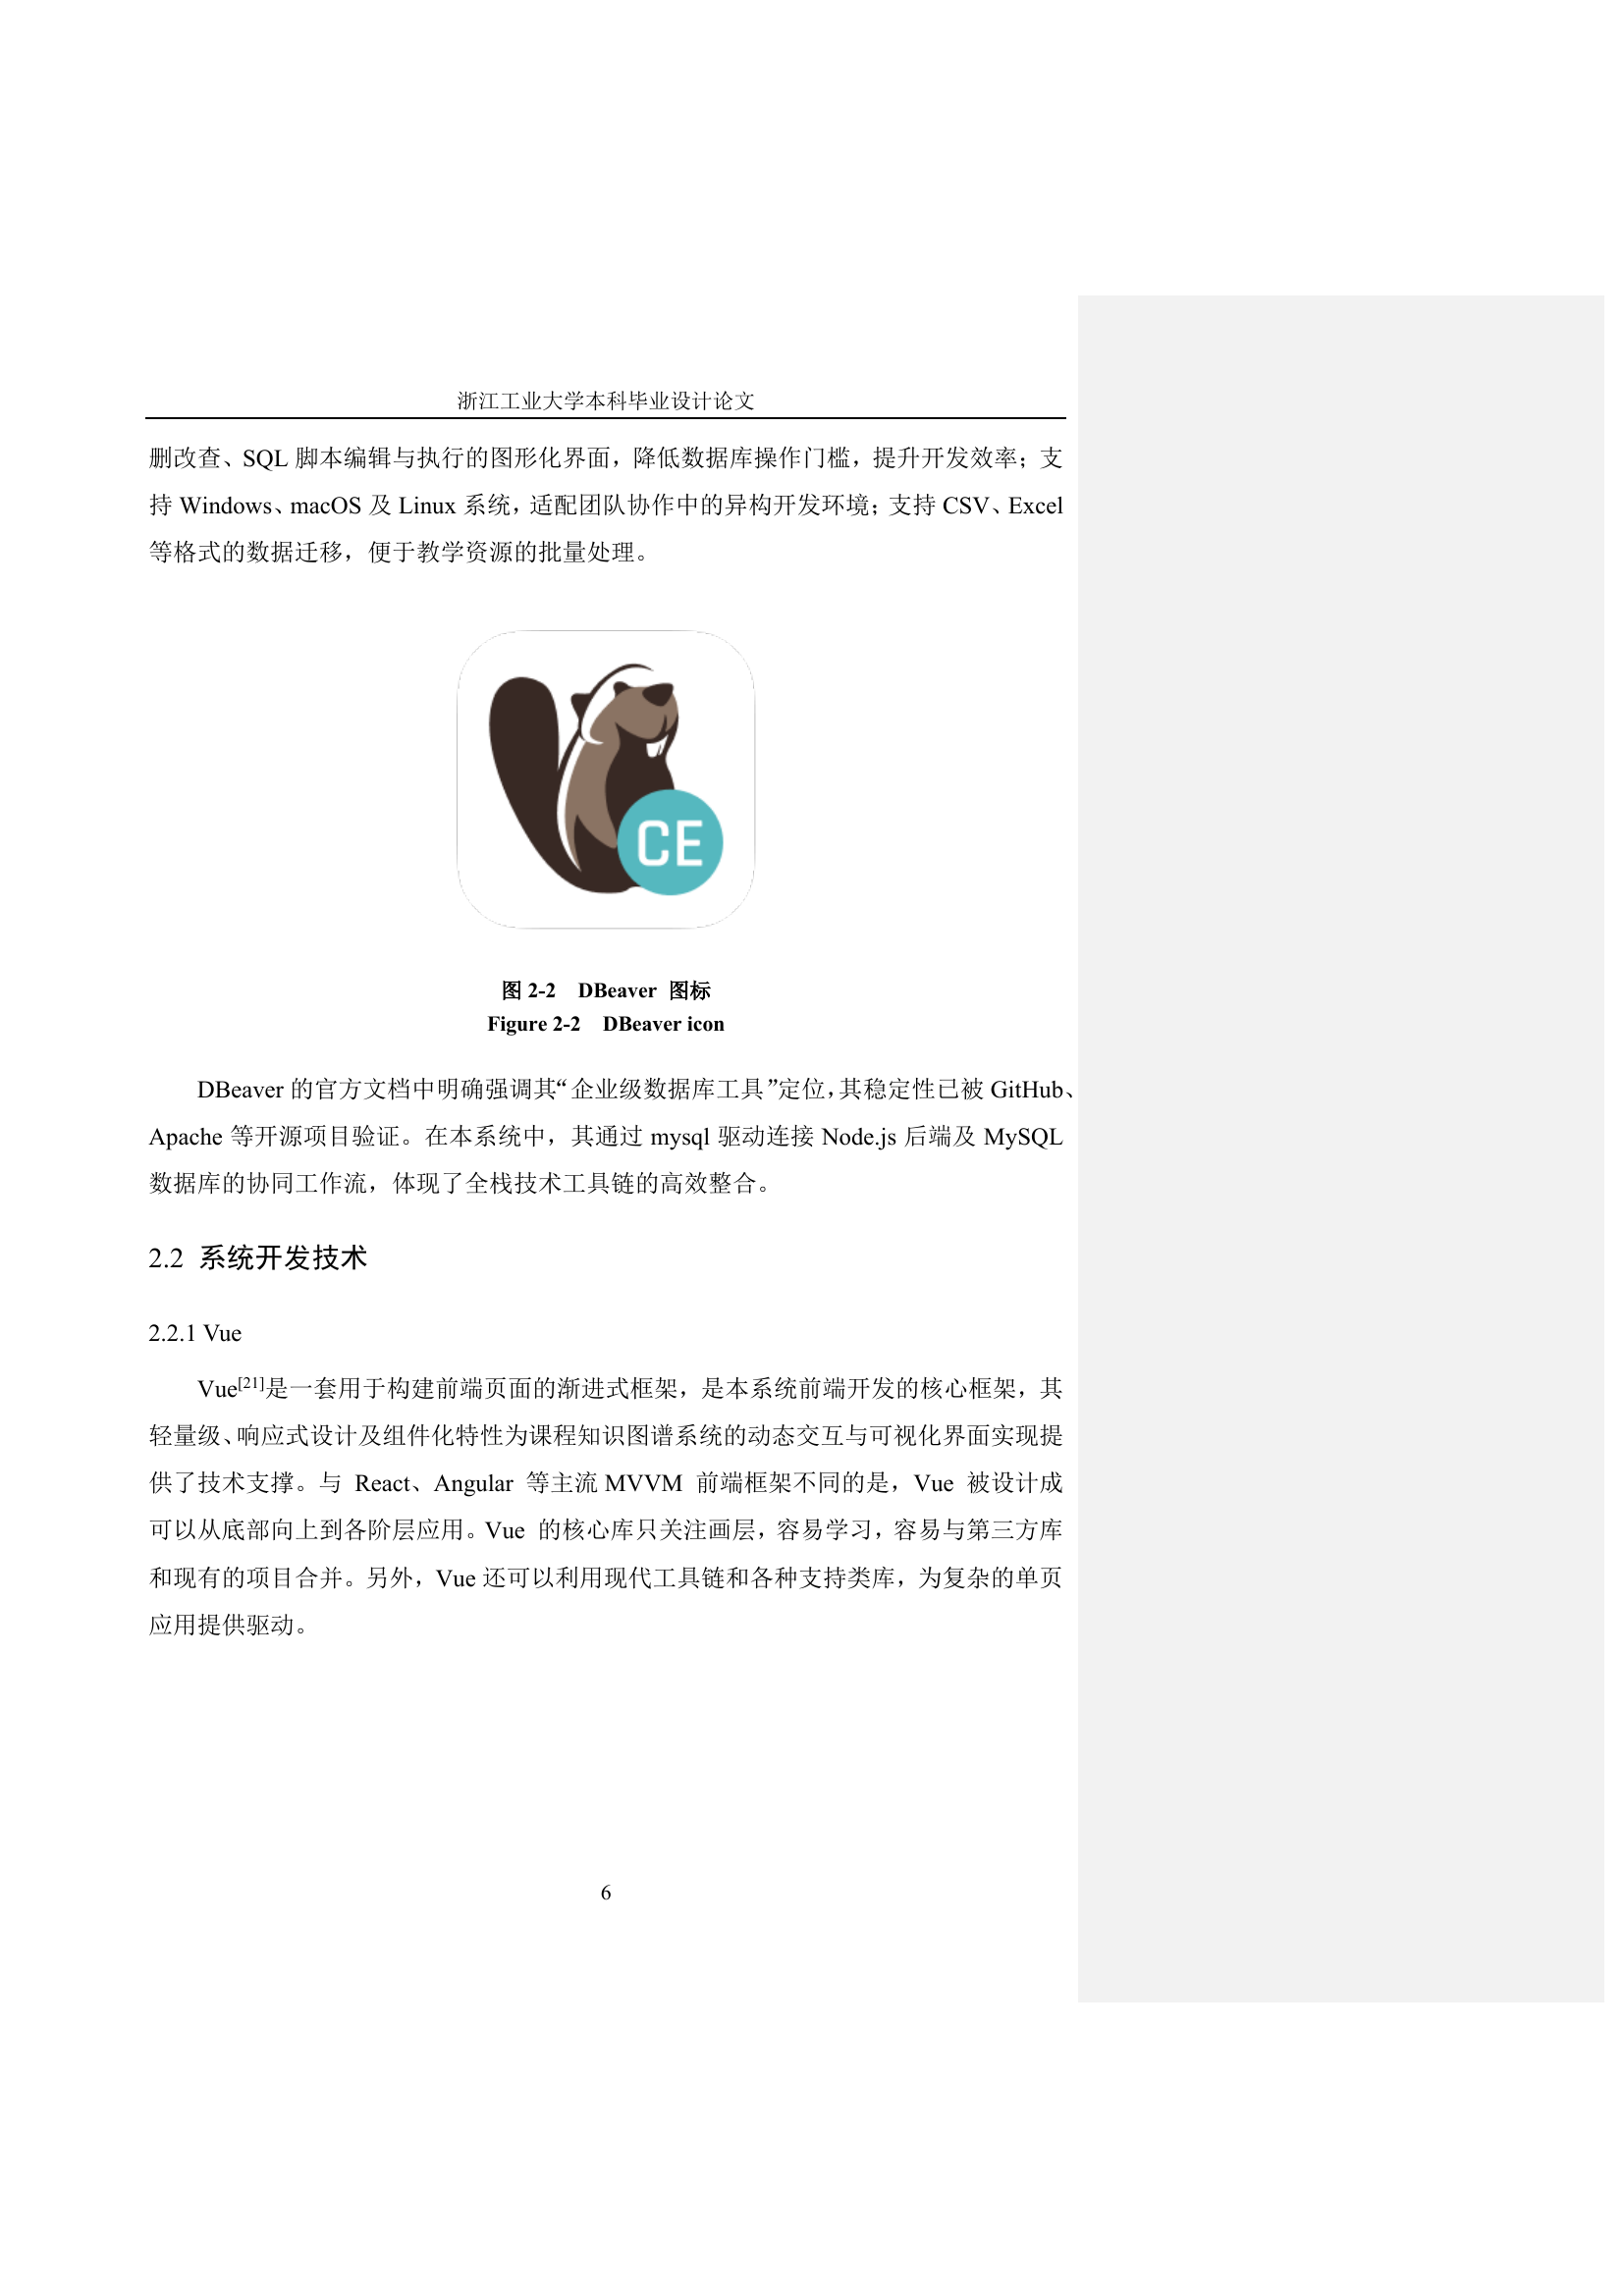 浙江工业大学本科毕业设计论文
删改查、SQL 脚本编辑与执行的图形化界面，降低数据库操作门槛，提升开发效率；支
持 Windows、macOS 及 Linux 系统，适配团队协作中的异构开发环境；支持 CSV、Excel
等格式的数据迁移，便于教学资源的批量处理。
CE
图 2-2 DBeaver 图标
Figure 2-2 DBeaver icon
DBeaver 的官方文档中明确强调其“企业级数据库工具”定位，其稳定性已被 GitHub、
Apache 等开源项目验证。在本系统中，其通过 mysql 驱动连接 Node.js 后端及 MySQL
数据库的协同工作流，体现了全栈技术工具链的高效整合。
2.2 系统开发技术
2.2.1 Vue
Vue[21]是一套用于构建前端页面的渐进式框架，是本系统前端开发的核心框架，其
轻量级、响应式设计及组件化特性为课程知识图谱系统的动态交互与可视化界面实现提
供了技术支撑。与 React、Angular 等主流 MVVM 前端框架不同的是，Vue 被设计成
可以从底部向上到各阶层应用。Vue 的核心库只关注画层，容易学习，容易与第三方库
和现有的项目合并。另外，Vue 还可以利用现代工具链和各种支持类库，为复杂的单页
应用提供驱动。
6